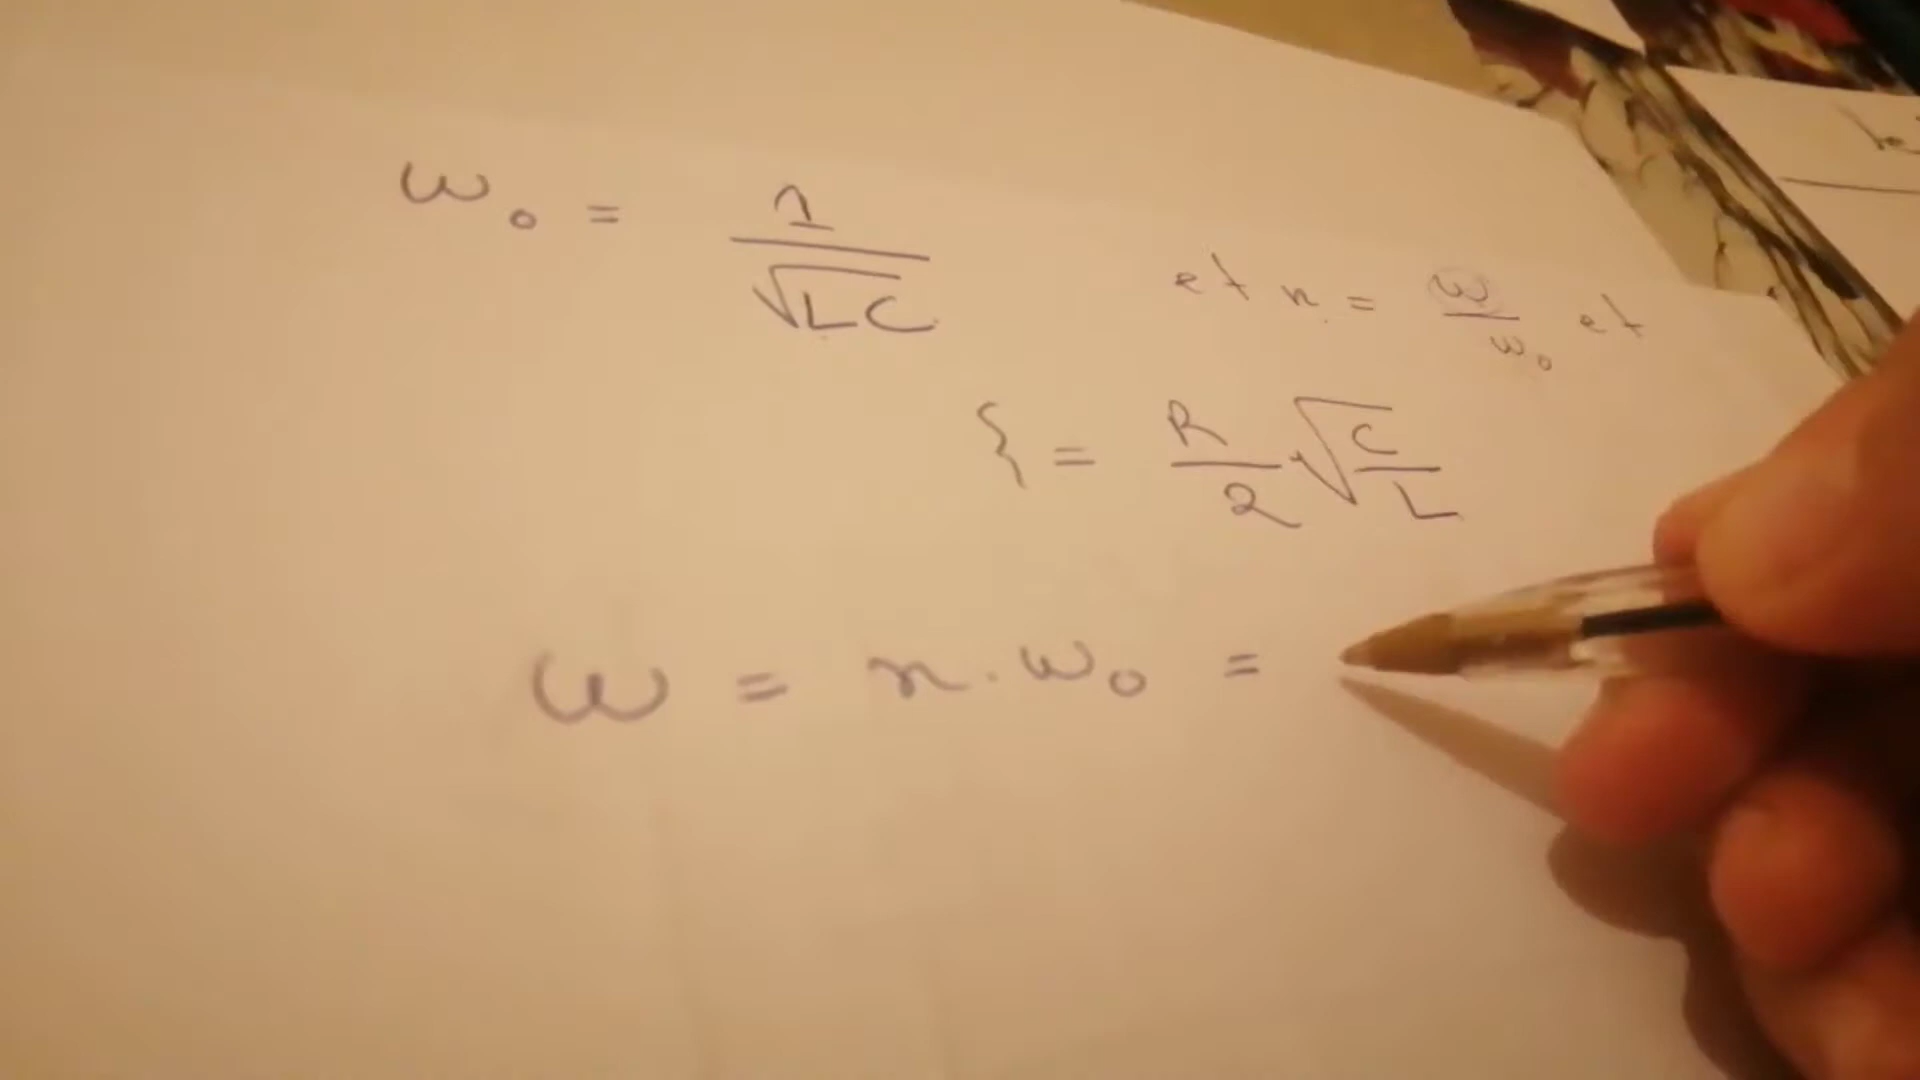 ω₀ = 1/√LC et n = ω/ω₀ et
ξ = R/2 √C/L
ω = n . ω₀ =